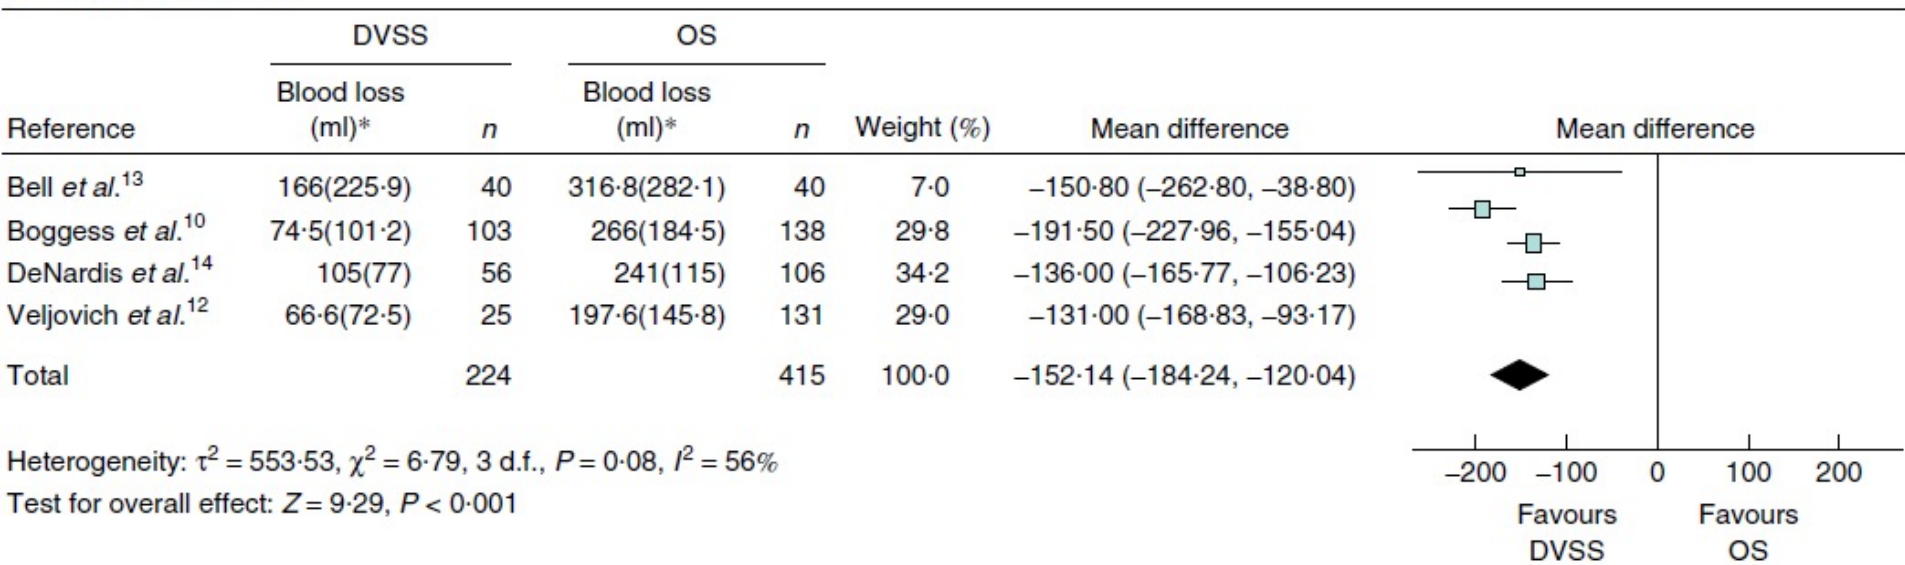 DVSS OS
Blood loss Blood loss
Reference (ml)* n (ml)* n Weight (%) Mean difference Mean difference
Bell et al.13 166(225·9) 40 316·8(282·1) 40 7·0 –150·80 (–262·80, –38·80)
Boggess et al.10 74·5(101·2) 103 266(184·5) 138 29·8 –191·50 (–227·96, –155·04)
DeNardis et al.14 105(77) 56 241(115) 106 34·2 –136·00 (–165·77, –106·23)
Veljovich et al.12 66·6(72·5) 25 197·6(145·8) 131 29·0 –131·00 (–168·83, –93·17)
Total 224 415 100·0 –152·14 (–184·24, –120·04)
Heterogeneity: τ2 = 553·53, χ2 = 6·79, 3 d.f., P = 0·08, I2 = 56%
Test for overall effect: Z = 9·29, P < 0·001
–200 –100 0 100 200
Favours Favours
DVSS OS